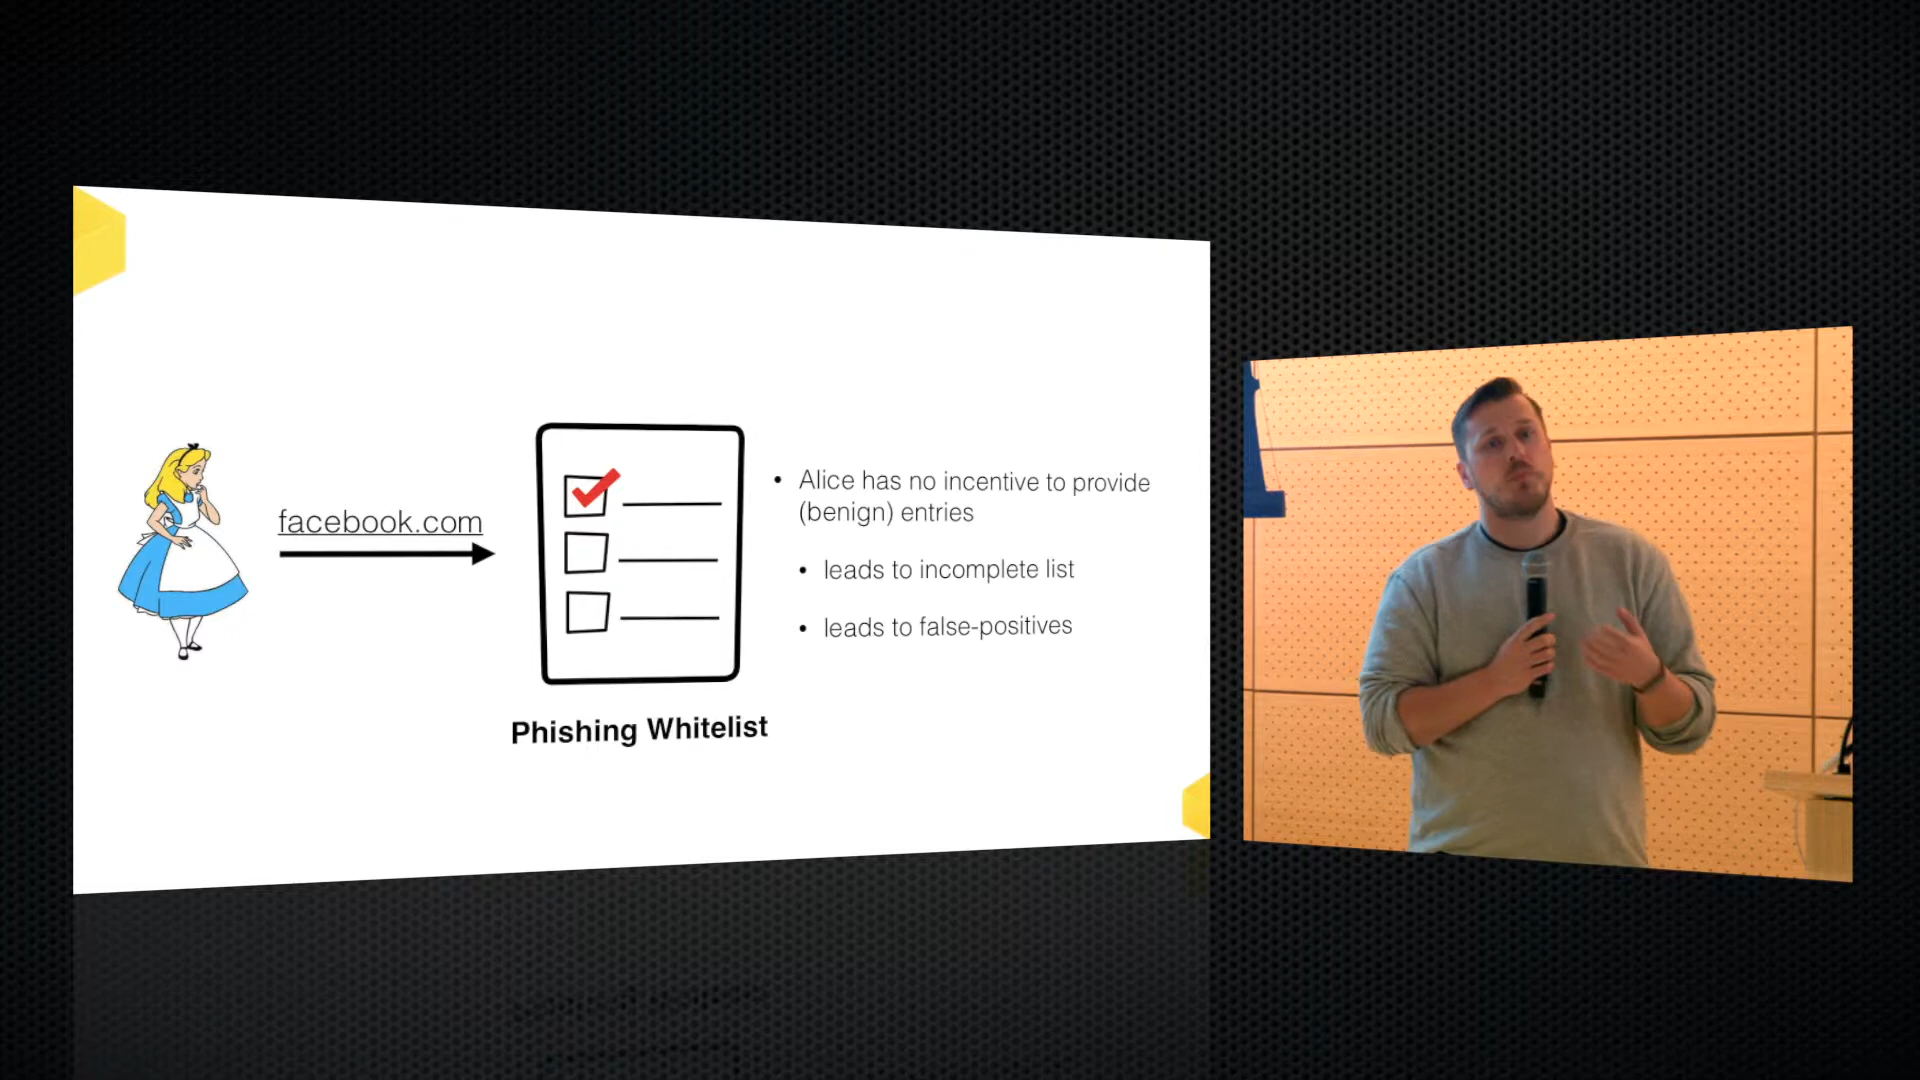 facebook.com
• Alice has no incentive to provide
(benign) entries
• leads to incomplete list
• leads to false-positives
Phishing Whitelist